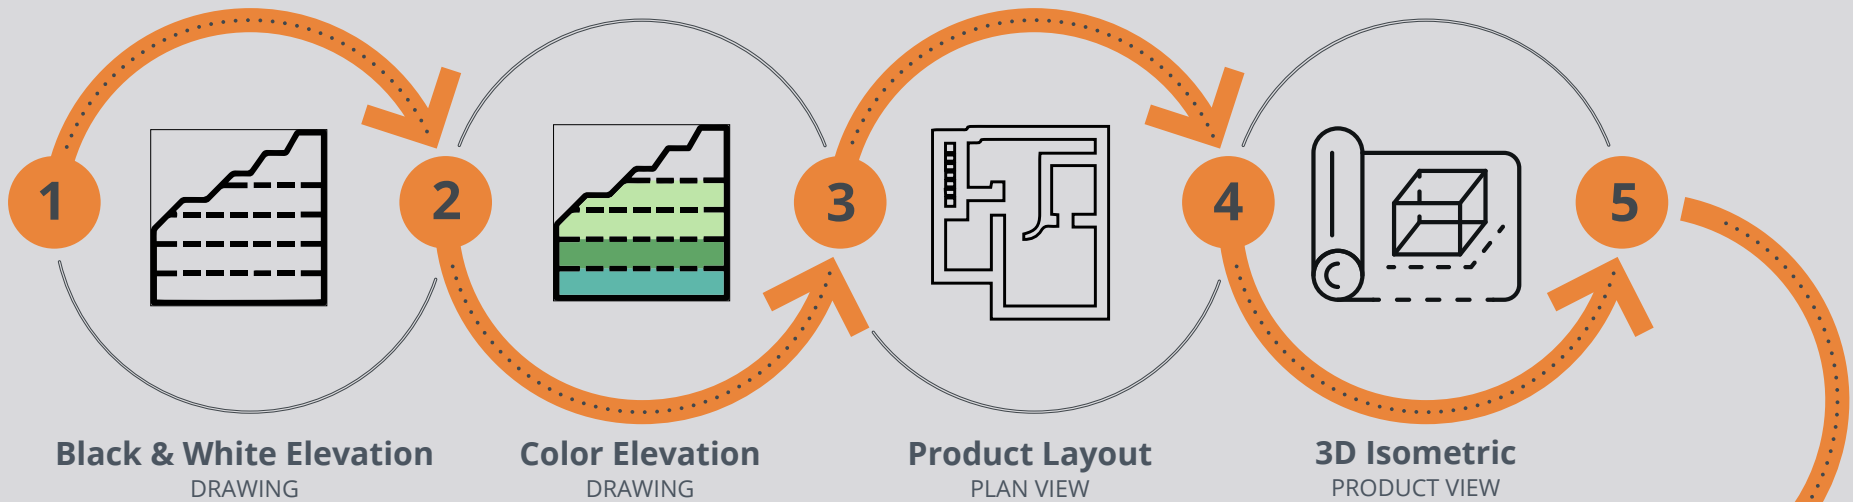 1
2
3
4
5
Black & White Elevation
DRAWING
Color Elevation
DRAWING
Product Layout
PLAN VIEW
3D Isometric
PRODUCT VIEW